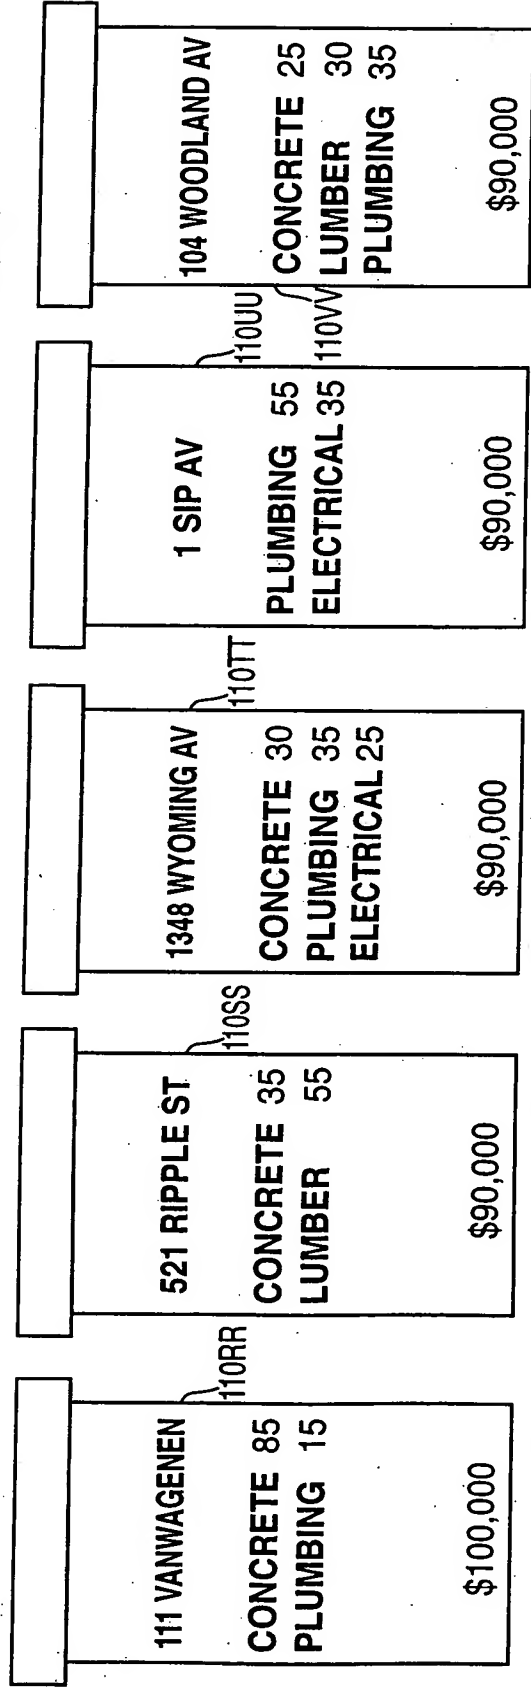 111 VANWAGENEN
CONCRETE 85
PLUMBING 15
$100,000
110RR
521 RIPPLE ST
CONCRETE 35
LUMBER 55
$90,000
110SS
1348 WYOMING AV
CONCRETE 30
PLUMBING 35
ELECTRICAL 25
$90,000
110TT
1 SIP AV
PLUMBING 55
ELECTRICAL 35
$90,000
110UU
110VV
104 WOODLAND AV
CONCRETE 25
LUMBER 30
PLUMBING 35
$90,000